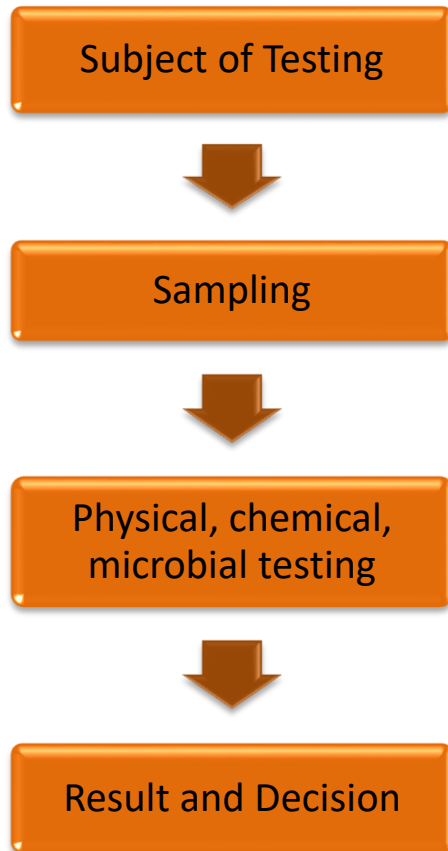 Subject of Testing
Sampling
Physical, chemical,
microbial testing
Result and Decision